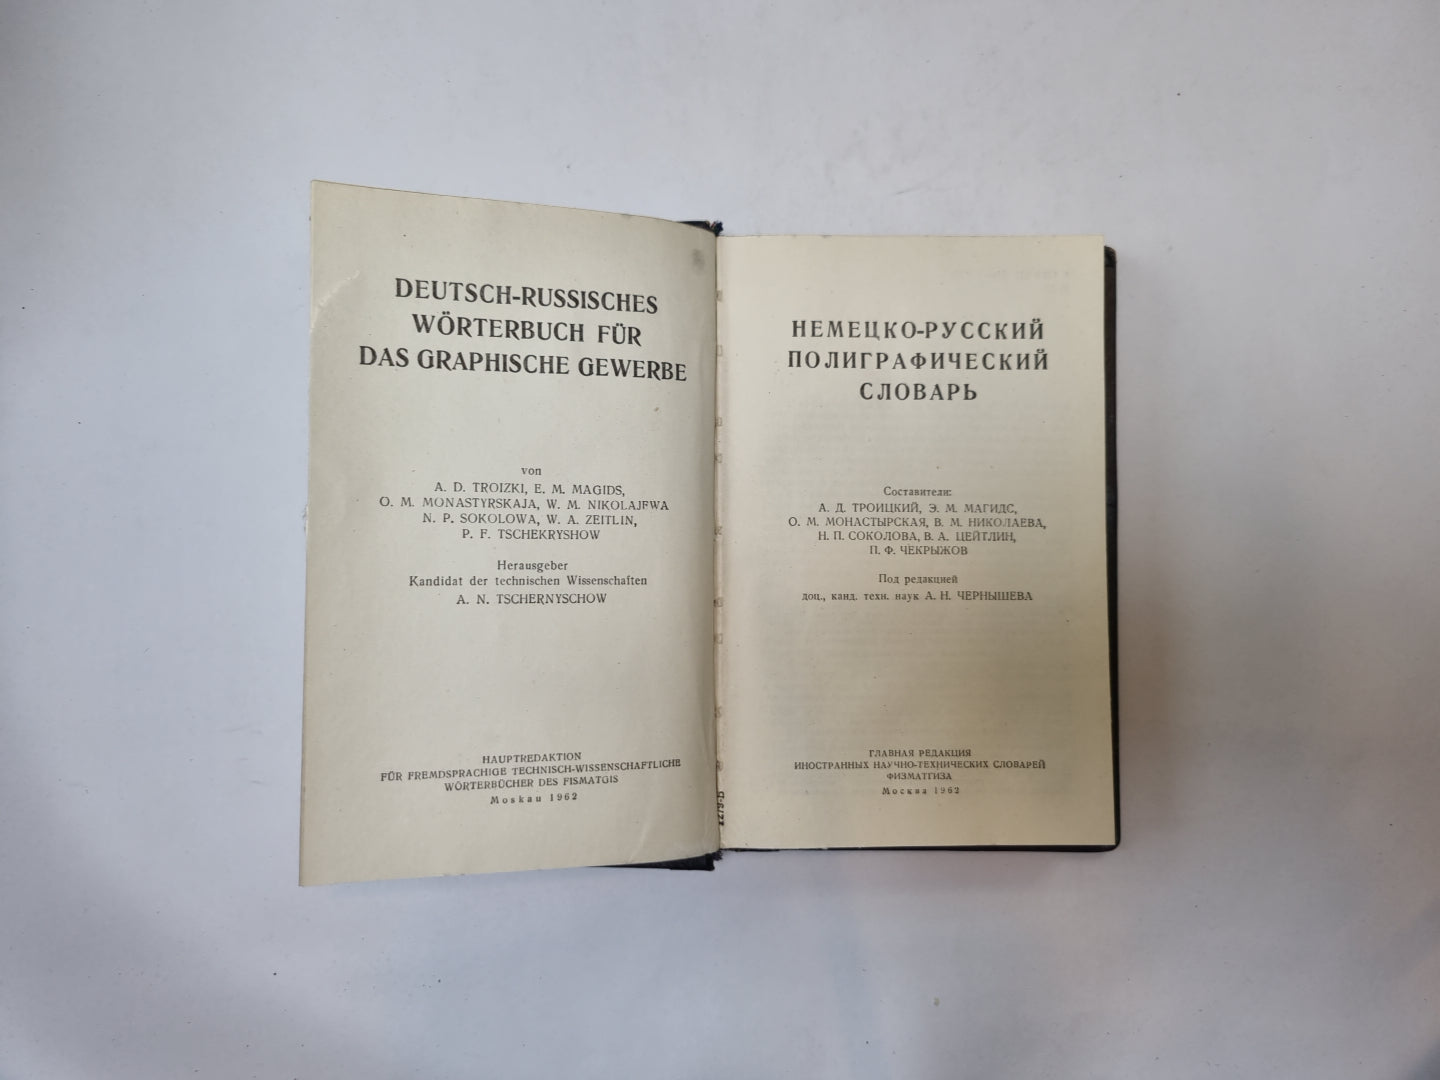 DEUTSCH-RUSSISCHES
WÖRTERBUCH FÜR
DAS GRAPHISCHE GEWERBE
von
A. D. TROIZKI, E. M. MAGIDS,
O. M. MONASTYRSKAJA, W. M. NIKOLAJEWA
N. P. SOKOLOWA, W. A. ZEITLIN,
P. F. TSCHEKRYSHOW
Herausgeber
Kandidat der technischen Wissenschaften
A. N. TSCHERNYSCHOW
HAUPTREDAKTION
FÜR FREMDSPRACHIGE TECHNISCH-WISSENSCHAFTLICHE
WÖRTERBÜCHER DES FISMATGIS
Moskau 1962
НЕМЕЦКО-РУССКИЙ
ПОЛИГРАФИЧЕСКИЙ
СЛОВАРЬ
Составители:
А. Д. ТРОИЦКИЙ, Э. М. МАГИДС,
О. М. МОНАСТЫРСКАЯ, В. М. НИКОЛАЕВА,
Н. П. СОКОЛОВА, В. А. ЦЕЙТЛИН,
П. Ф. ЧЕКРЫЖОВ
Под редакцией
доц., канд. техн. наук А. Н. ЧЕРНЫШЕВА
ГЛАВНАЯ РЕДАКЦИЯ
ИНОСТРАННЫХ НАУЧНО-ТЕХНИЧЕСКИХ СЛОВАРЕЙ
ФИЗМАТГИЗА
Москва 1962